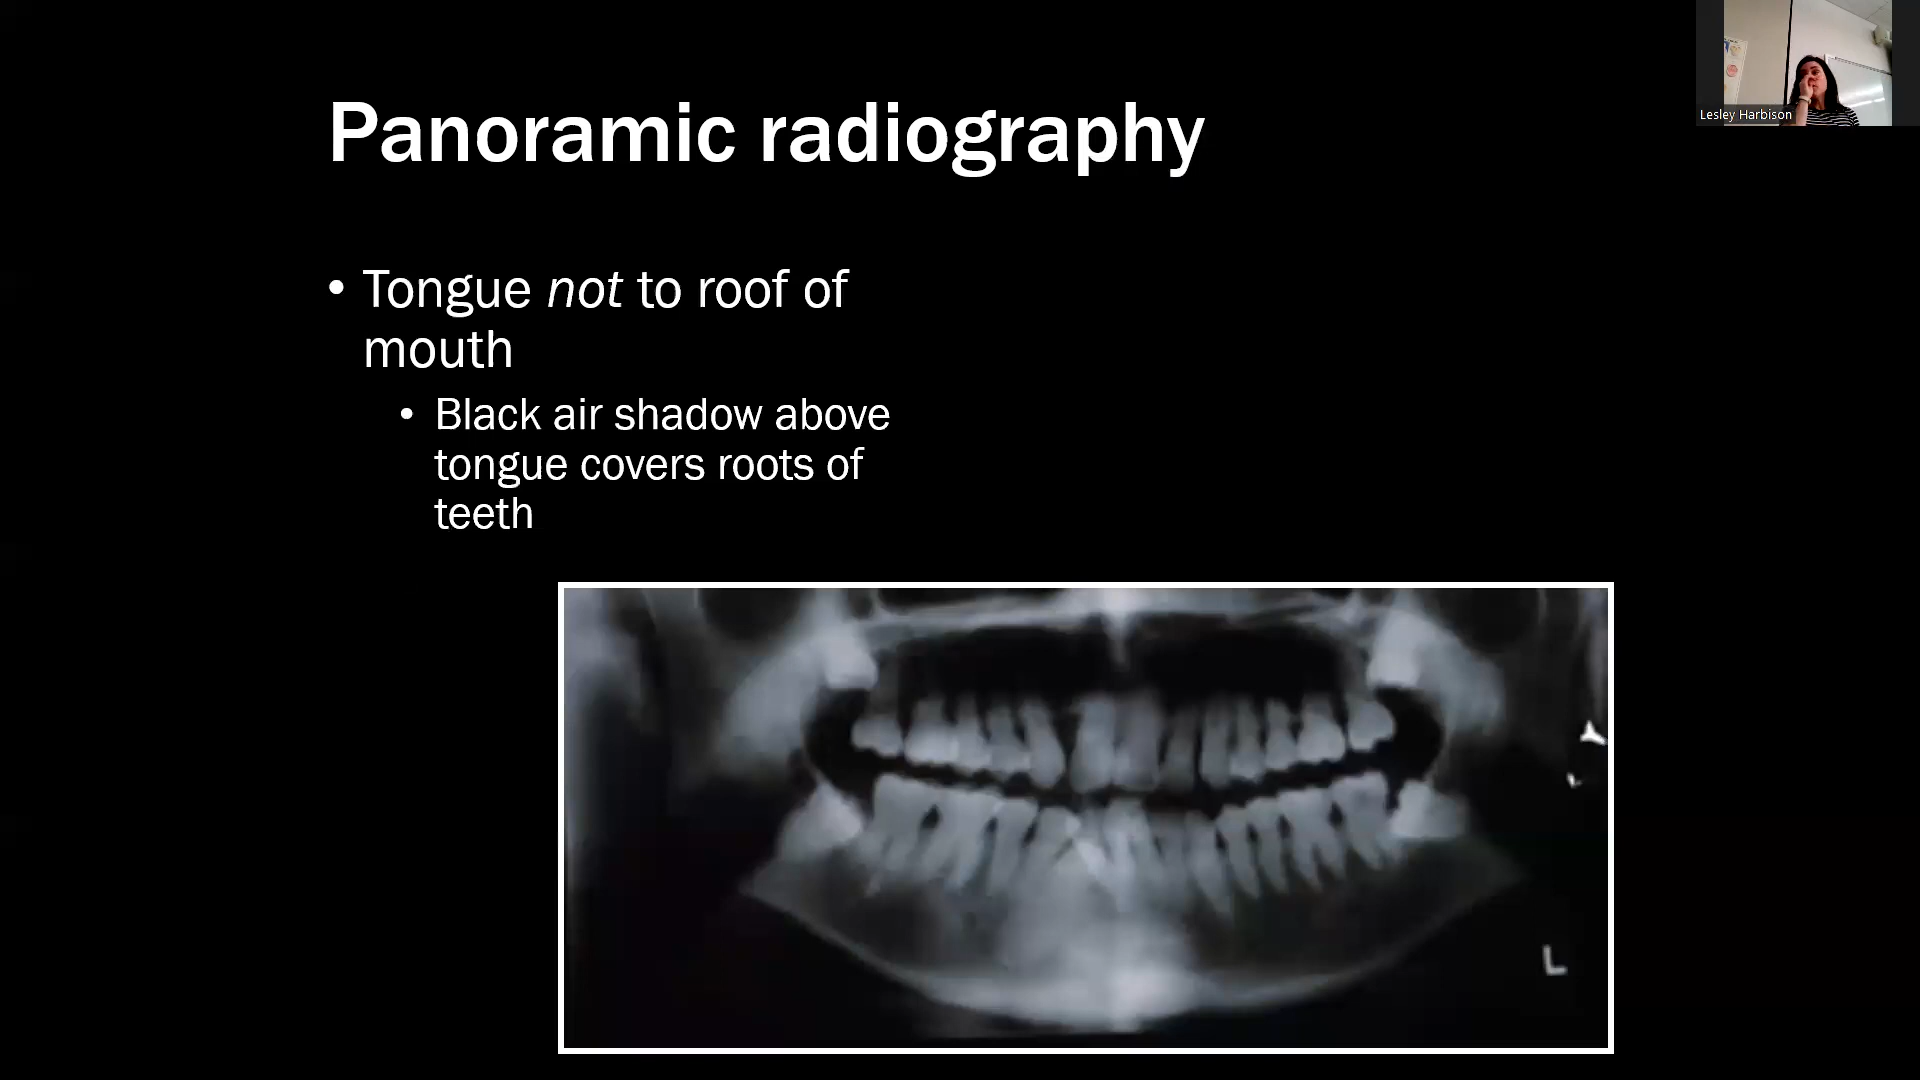 Lesley Harbison
Panoramic radiography
• Tongue not to roof of
mouth
• Black air shadow above
tongue covers roots of
teeth
L